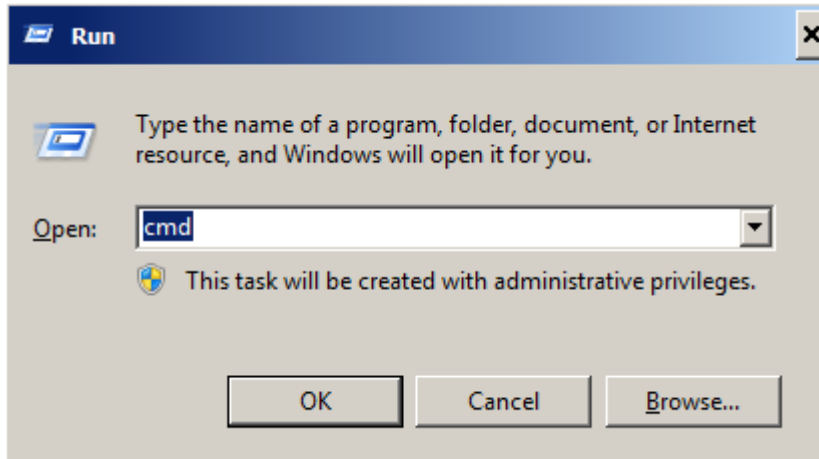 Run
Type the name of a program, folder, document, or Internet
resource, and Windows will open it for you.
Open: cmd
This task will be created with administrative privileges.
OK Cancel Browse...